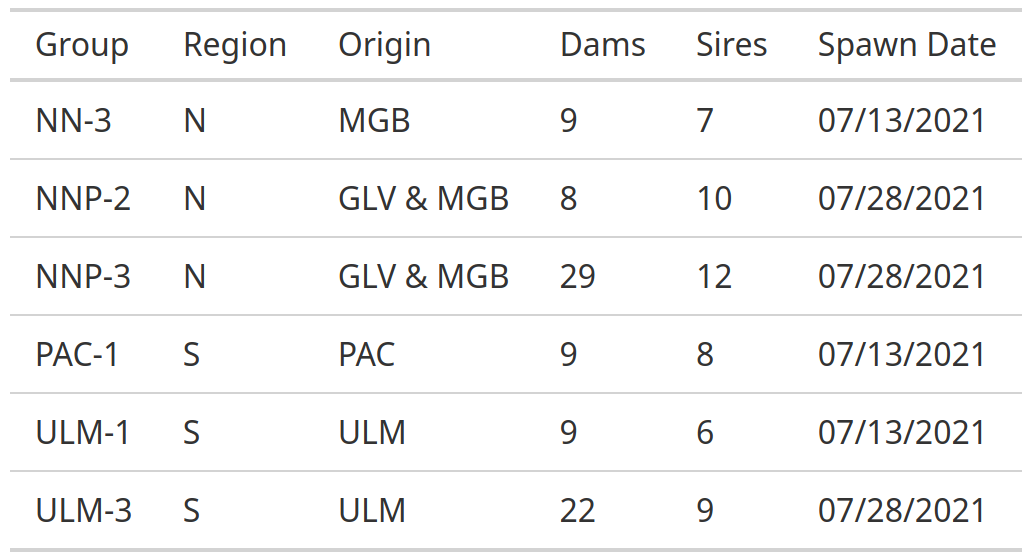 Group Region Origin Dams Sires Spawn Date
NN-3 N MGB 9 7 07/13/2021
NNP-2 N GLV & MGB 8 10 07/28/2021
NNP-3 N GLV & MGB 29 12 07/28/2021
PAC-1 S PAC 9 8 07/13/2021
ULM-1 S ULM 9 6 07/13/2021
ULM-3 S ULM 22 9 07/28/2021